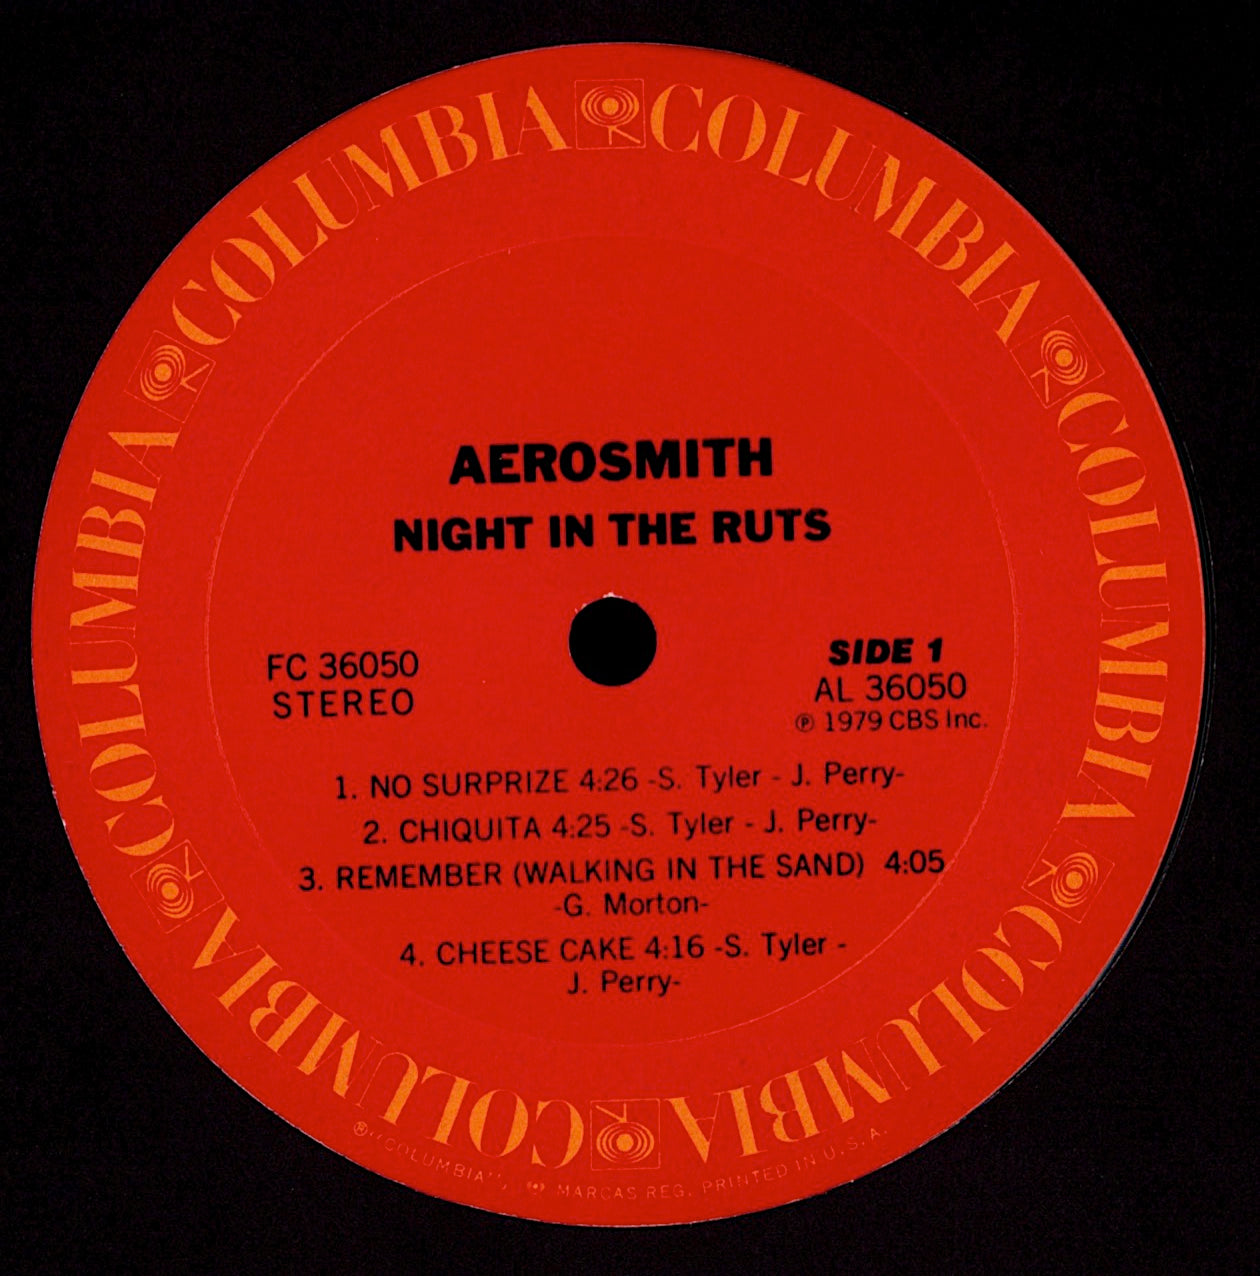 COLUMBIA COLUMBIA COLUMBIA COLUMBIA COLUMBIA COLUMBIA
AEROSMITH
NIGHT IN THE RUTS
FC 36050
STEREO
SIDE 1
AL 36050
℗ 1979 CBS Inc.
1. NO SURPRIZE 4:26 -S. Tyler - J. Perry-
2. CHIQUITA 4:25 -S. Tyler - J. Perry-
3. REMEMBER (WALKING IN THE SAND) 4:05
-G. Morton-
4. CHEESE CAKE 4:16 -S. Tyler -
J. Perry-
® "COLUMBIA", MARCAS REG. PRINTED IN U.S.A.